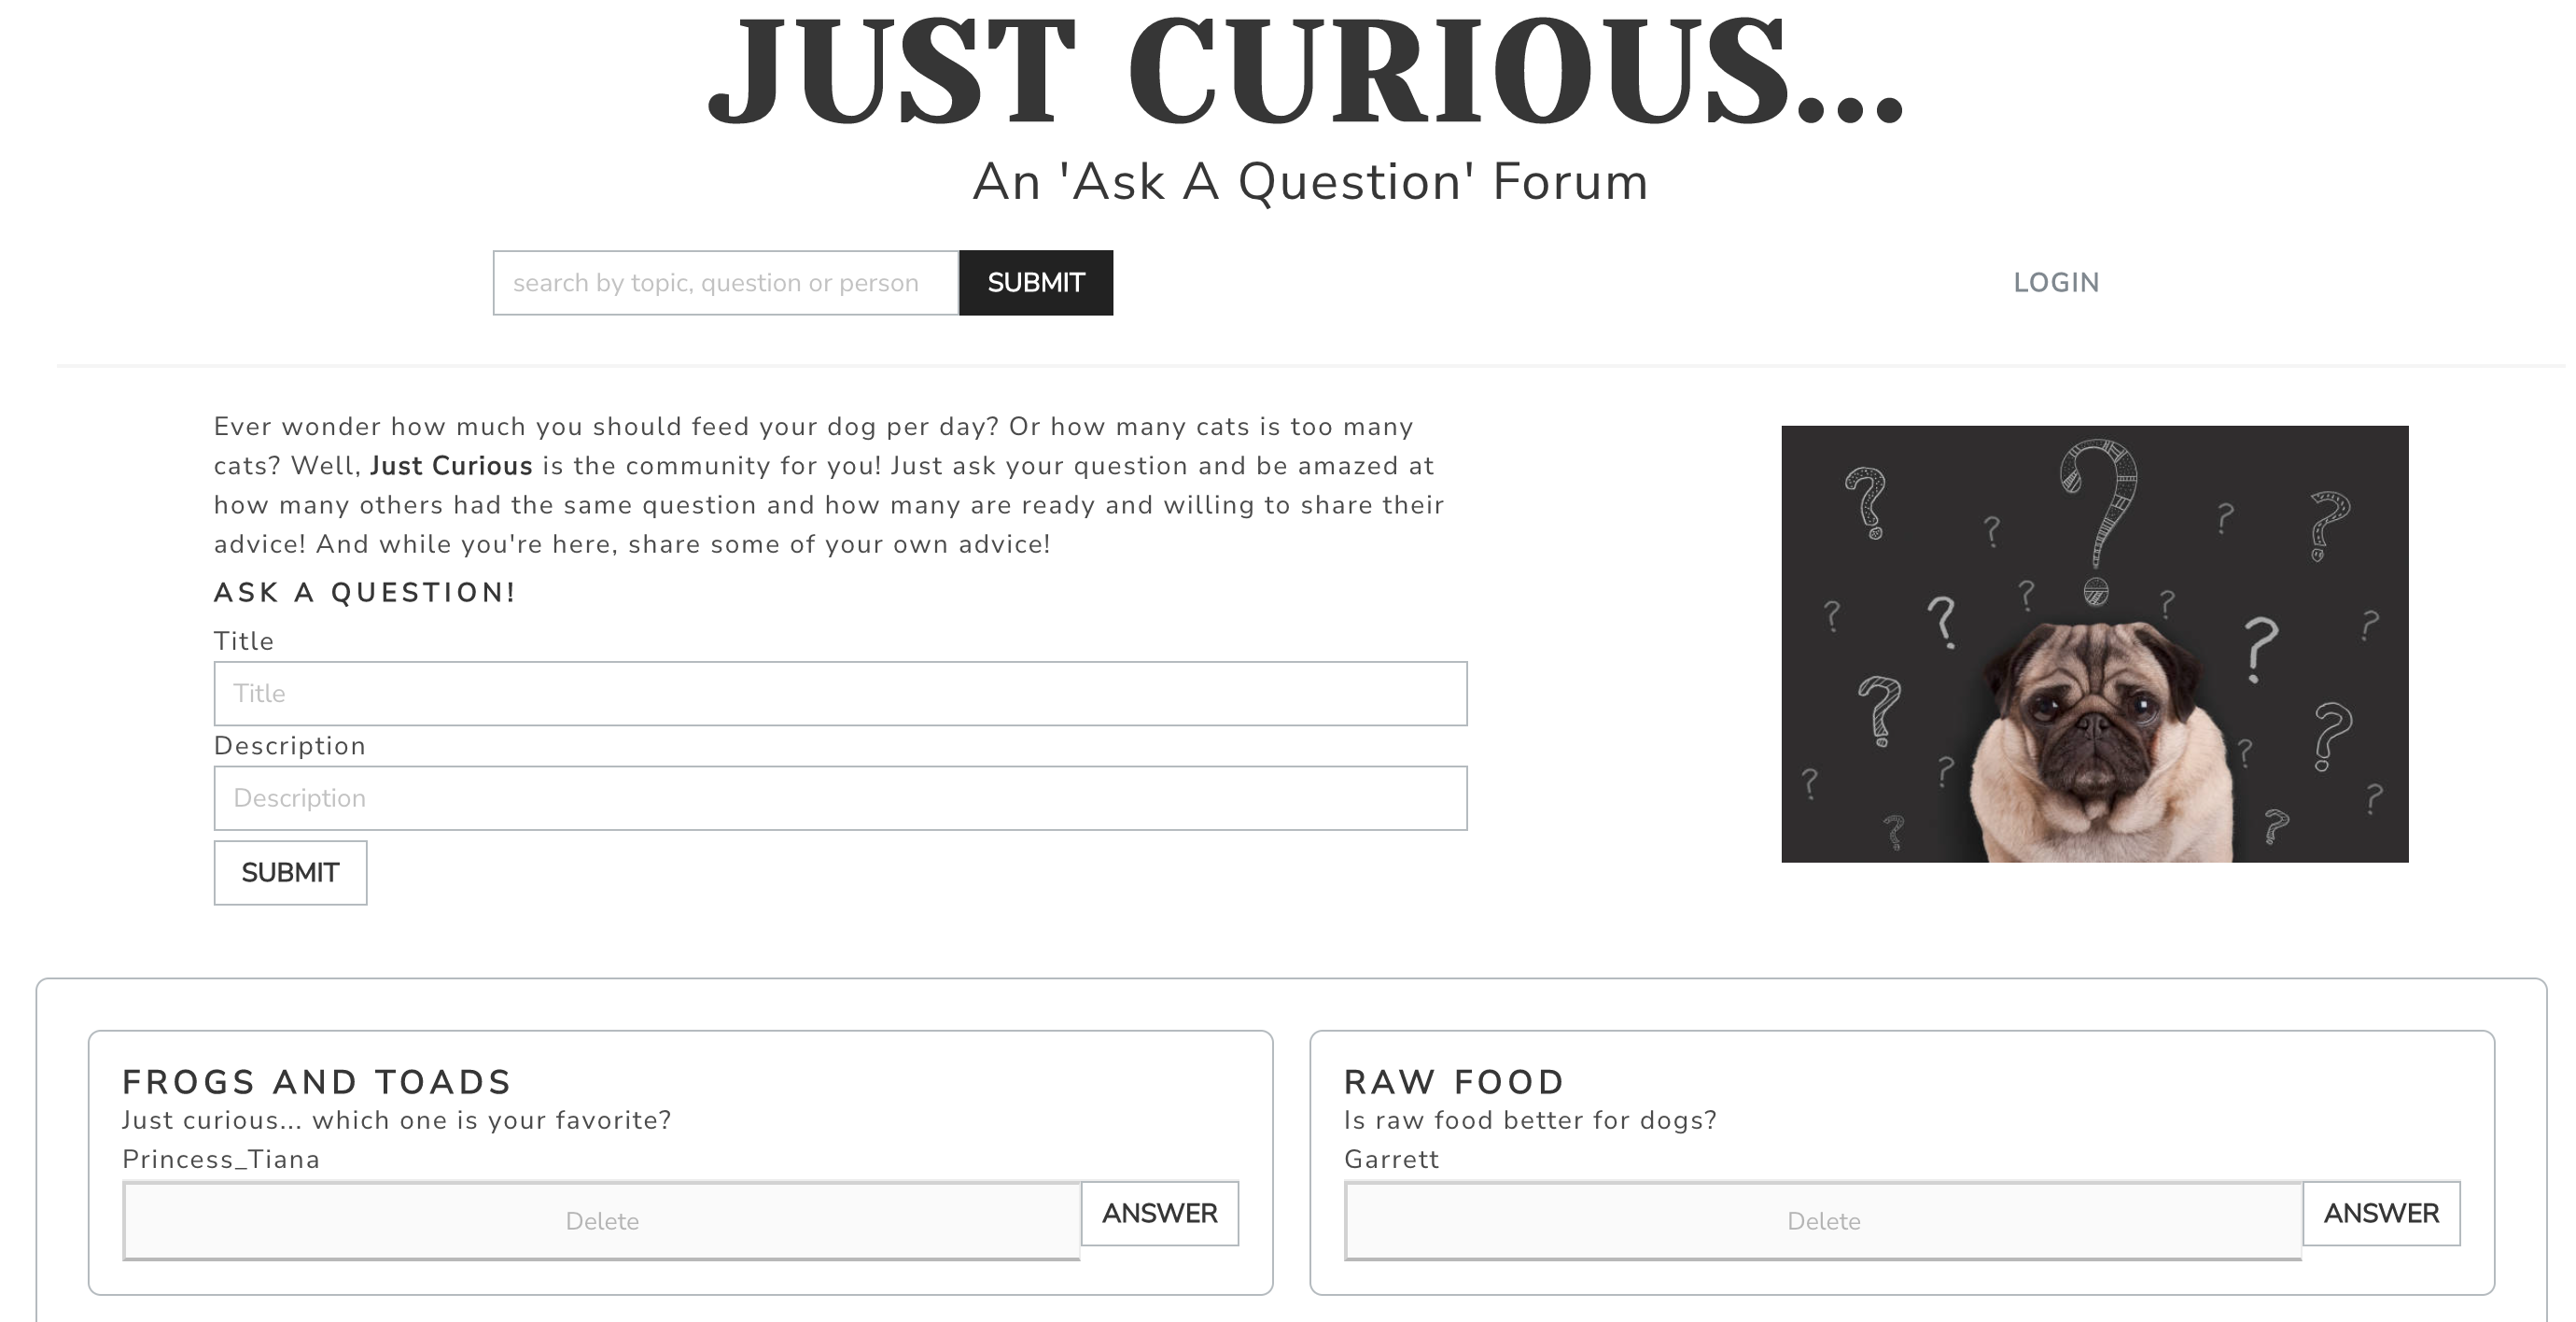 JUST CURIOUS...
An 'Ask A Question' Forum
search by topic, question or person
SUBMIT
LOGIN
Ever wonder how much you should feed your dog per day? Or how many cats is too many
cats? Well, Just Curious is the community for you! Just ask your question and be amazed at
how many others had the same question and how many are ready and willing to share their
advice! And while you're here, share some of your own advice!
ASK A QUESTION!
Title
Title
Description
Description
SUBMIT
? ? ? ? ? ? ? ? ? ? ? ? ? ? ? ? ? ? ? ?
FROGS AND TOADS
Just curious... which one is your favorite?
Princess_Tiana
Delete
ANSWER
RAW FOOD
Is raw food better for dogs?
Garrett
Delete
ANSWER